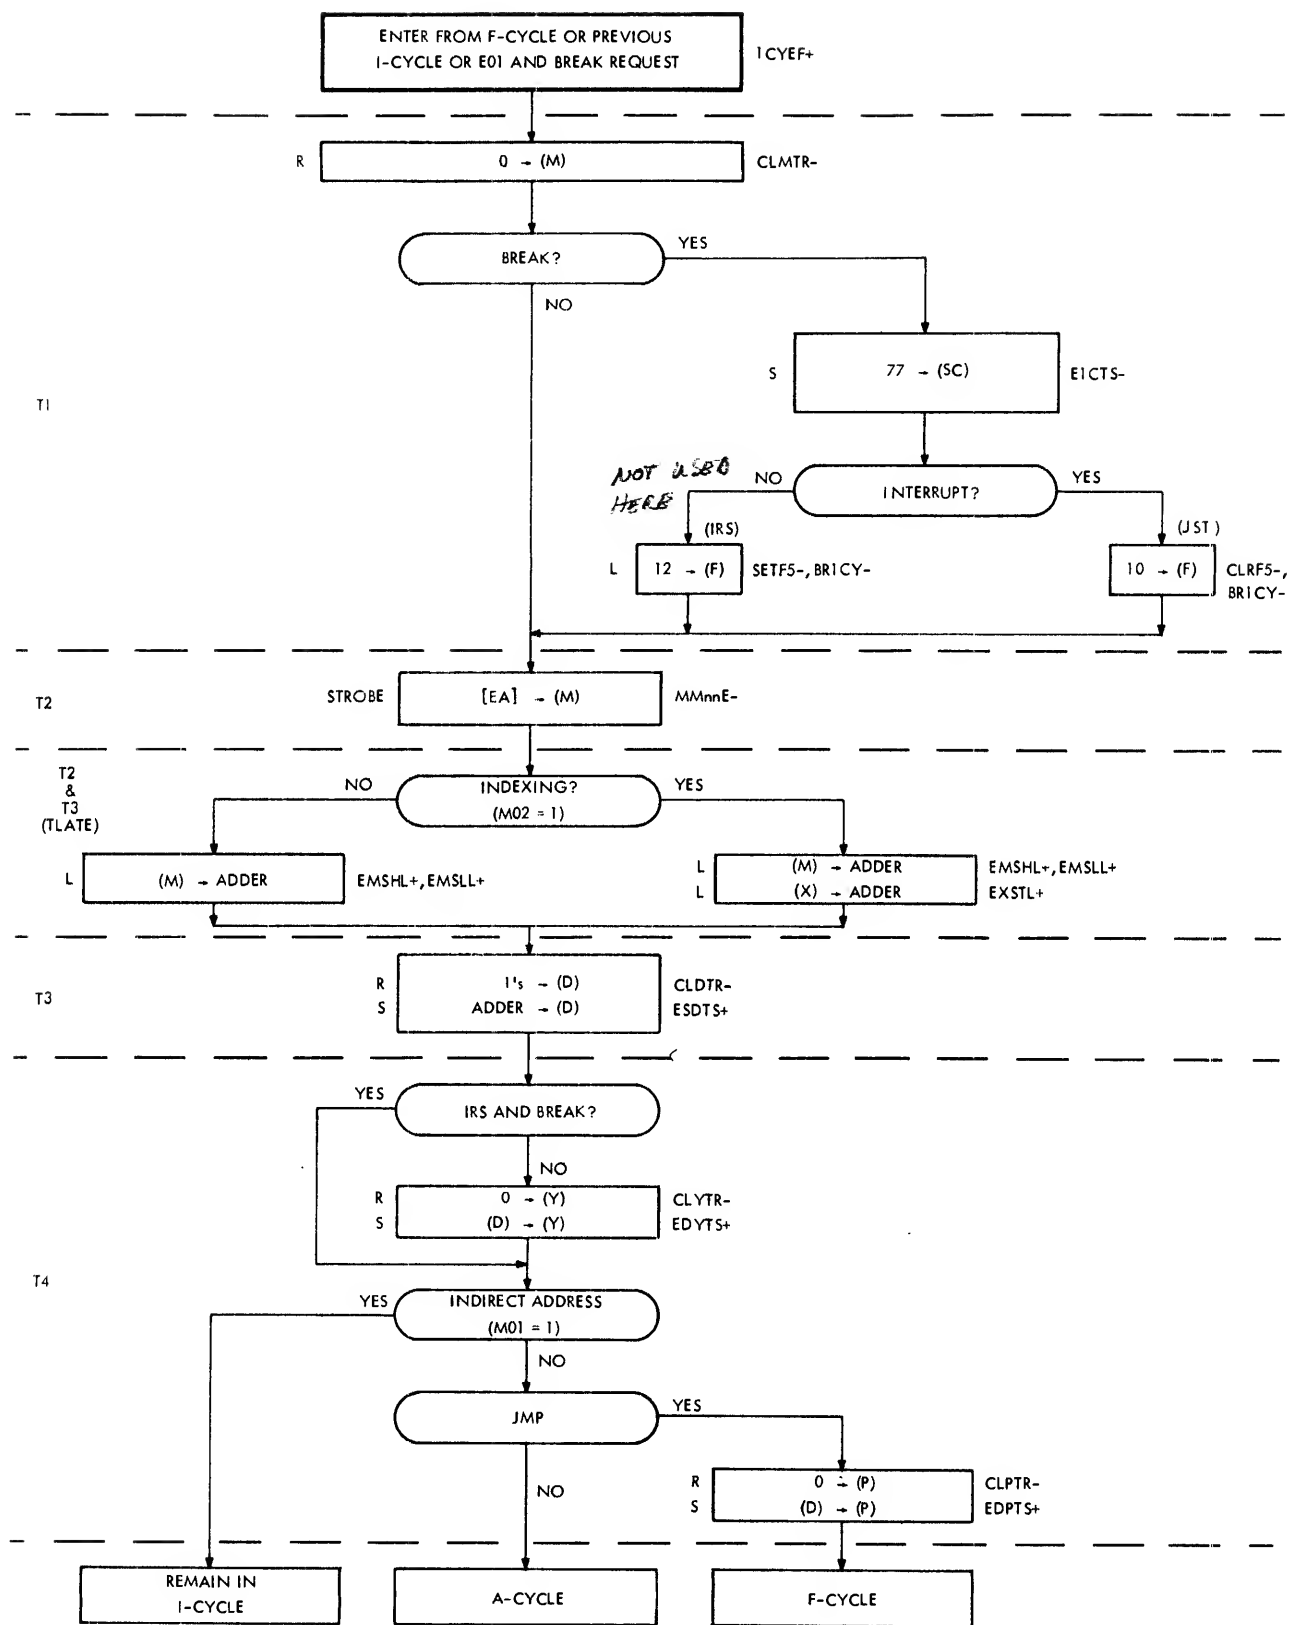 ENTER FROM F-CYCLE OR PREVIOUS
I-CYCLE OR E01 AND BREAK REQUEST
ICYEF+
R
0 → (M)
CLMTR-
BREAK?
YES
NO
T1
S
77 → (SC)
EICTS-
NOT USED
HERE
NO
INTERRUPT?
YES
(IRS)
(JST)
L
12 → (F)
SETF5-, BRICY-
10 → (F)
CLRF5-,
BRICY-
T2
STROBE
[EA] → (M)
MMnnE-
T2
&
T3
(TLATE)
NO
INDEXING?
(M02 = 1)
YES
L
(M) → ADDER
EMSHL+, EMSLL+
L
(M) → ADDER
EMSHL+, EMSLL+
L
(X) → ADDER
EXSTL+
T3
R
1's → (D)
CLDTR-
S
ADDER → (D)
ESDTS+
YES
IRS AND BREAK?
NO
R
0 → (Y)
CLYTR-
S
(D) → (Y)
EDYTS+
T4
YES
INDIRECT ADDRESS
(M01 = 1)
NO
JMP
YES
NO
R
0 → (P)
CLPTR-
S
(D) → (P)
EDPTS+
REMAIN IN
I-CYCLE
A-CYCLE
F-CYCLE